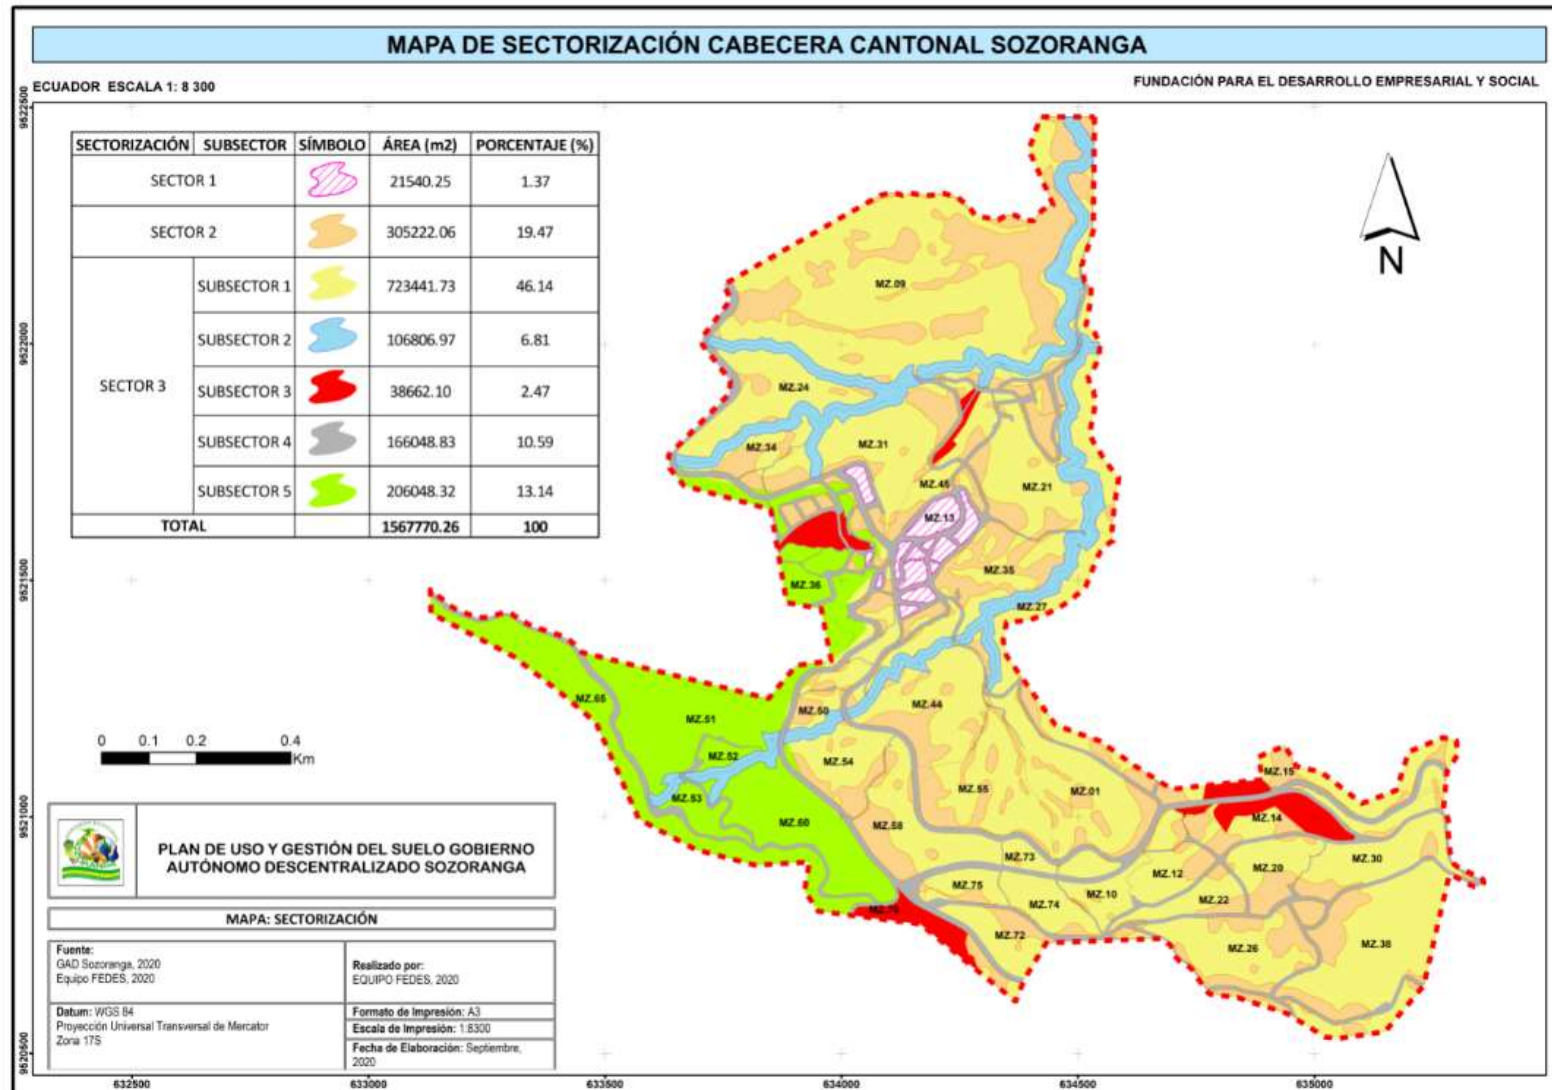 MAPA DE SECTORIZACIÓN CABECERA CANTONAL SOZORANGA
ECUADOR ESCALA 1: 8 300
FUNDACIÓN PARA EL DESARROLLO EMPRESARIAL Y SOCIAL
SECTORIZACIÓN SUBSECTOR SÍMBOLO ÁREA (m2) PORCENTAJE (%)
SECTOR 1 21540.25 1.37
SECTOR 2 305222.06 19.47
SECTOR 3
SUBSECTOR 1 723441.73 46.14
SUBSECTOR 2 106806.97 6.81
SUBSECTOR 3 38662.10 2.47
SUBSECTOR 4 166048.83 10.59
SUBSECTOR 5 206048.32 13.14
TOTAL 1567770.26 100
N
MZ.09
MZ.24
MZ.34
MZ.31
MZ.46
MZ.21
MZ.13
MZ.35
MZ.36
MZ.27
MZ.65
MZ.51
MZ.50
MZ.44
MZ.52
MZ.54
MZ.53
MZ.55
MZ.01
MZ.15
MZ.14
MZ.60
MZ.58
MZ.73
MZ.12
MZ.20
MZ.30
MZ.75
MZ.10
MZ.74
MZ.22
MZ.72
MZ.26
MZ.38
0 0.1 0.2 0.4
Km
PLAN DE USO Y GESTIÓN DEL SUELO GOBIERNO
AUTÓNOMO DESCENTRALIZADO SOZORANGA
MAPA: SECTORIZACIÓN
Fuente:
GAD Sozoranga, 2020
Equipo FEDES, 2020
Realizado por:
EQUIPO FEDES, 2020
Datum: WGS 84
Proyección Universal Transversal de Mercator
Zona 17S
Formato de Impresión: A3
Escala de Impresión: 1:8300
Fecha de Elaboración: Septiembre,
2020
9522500
9522000
9521500
9521000
9520500
632500 633000 633500 634000 634500 635000